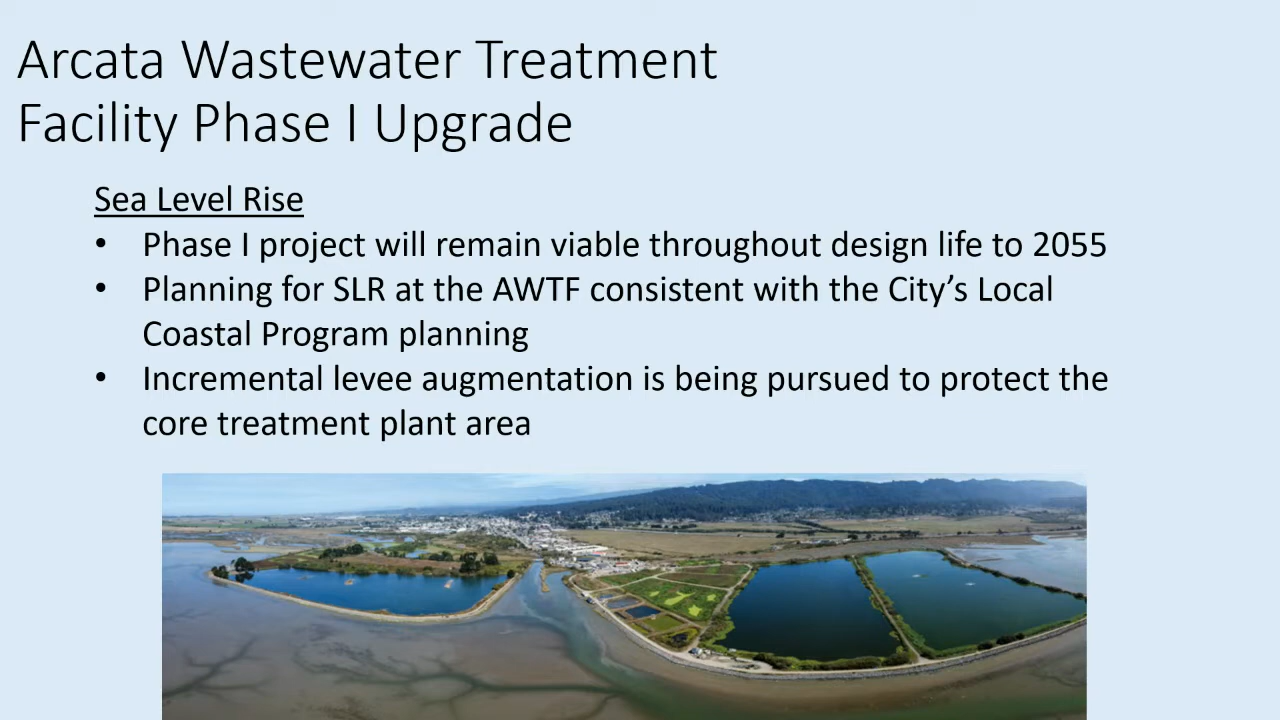 Arcata Wastewater Treatment
Facility Phase I Upgrade
Sea Level Rise
• Phase I project will remain viable throughout design life to 2055
• Planning for SLR at the AWTF consistent with the City’s Local
Coastal Program planning
• Incremental levee augmentation is being pursued to protect the
core treatment plant area